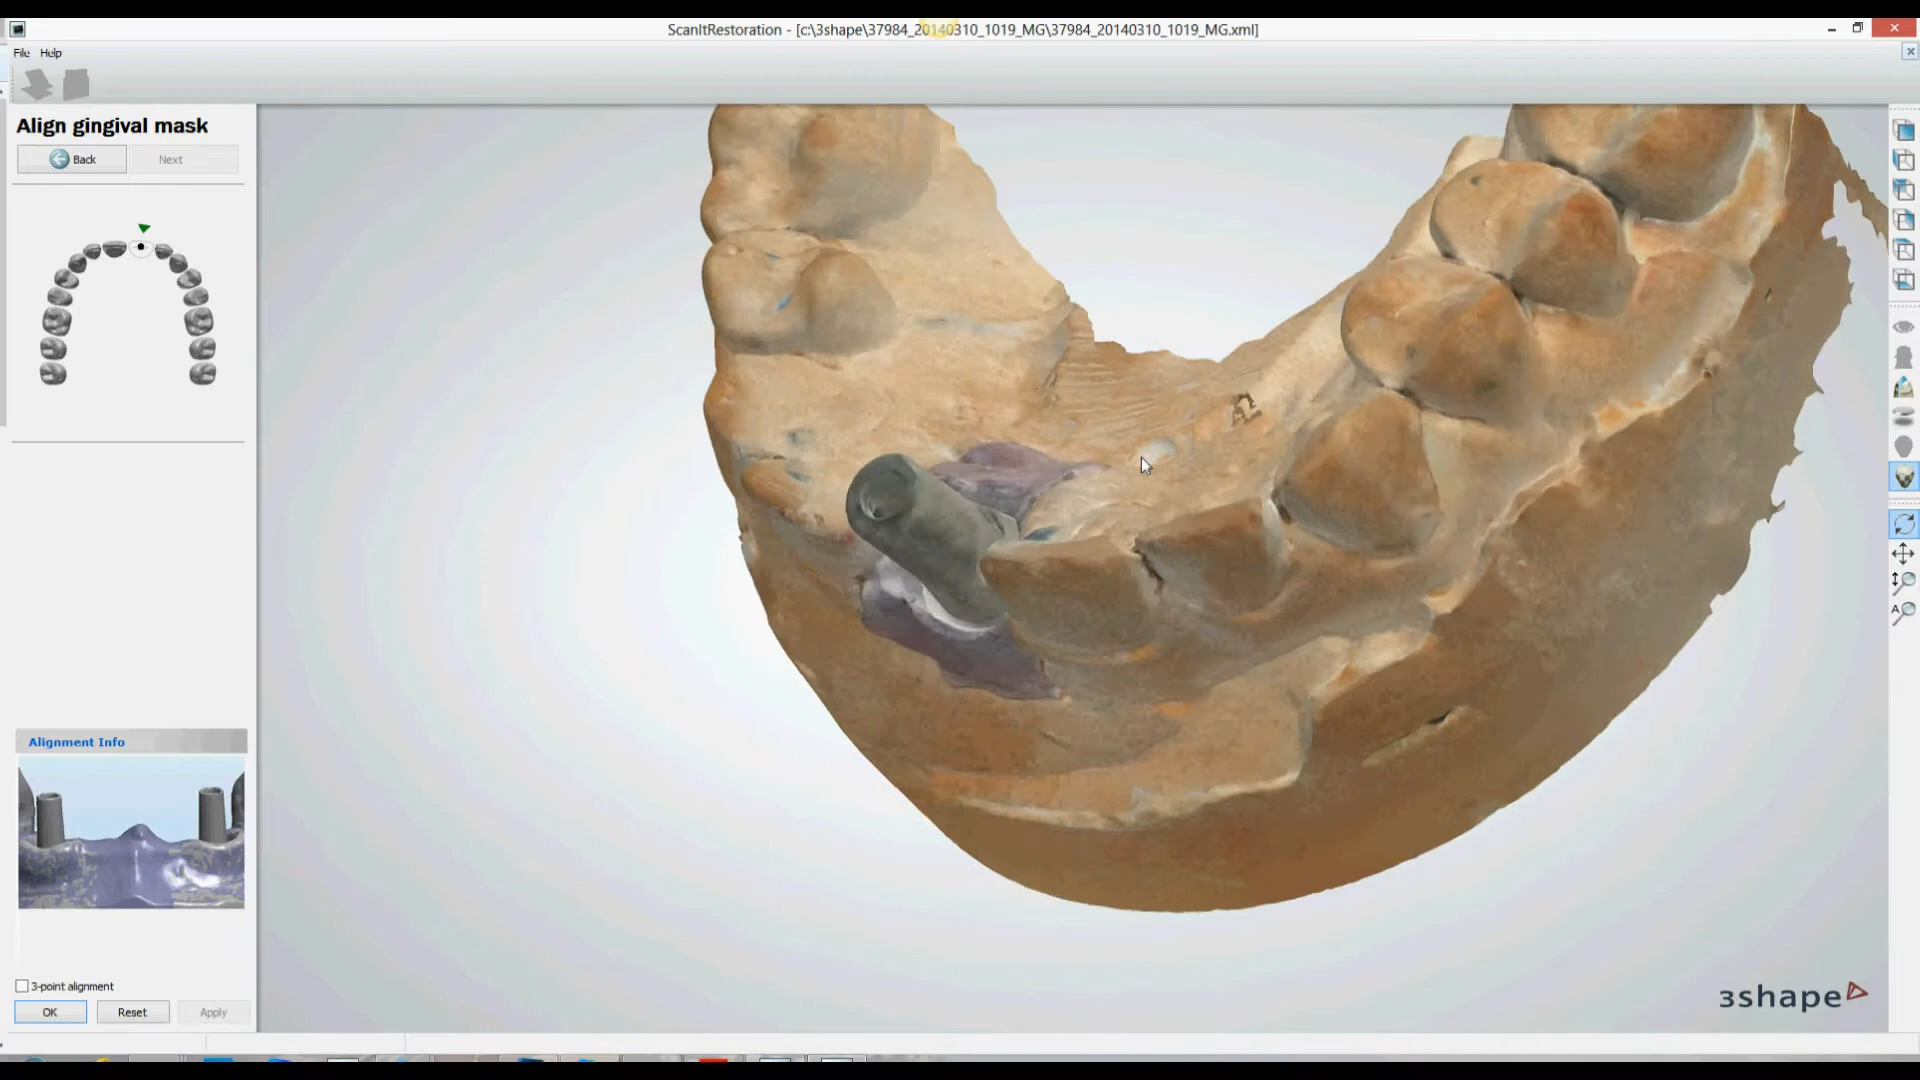 ScanItRestoration - [c:\3shape\37984_20140310_1019_MG\37984_20140310_1019_MG.xml]
File Help
Align gingival mask
Back Next
Alignment Info
3-point alignment
OK Reset Apply
A
3shape